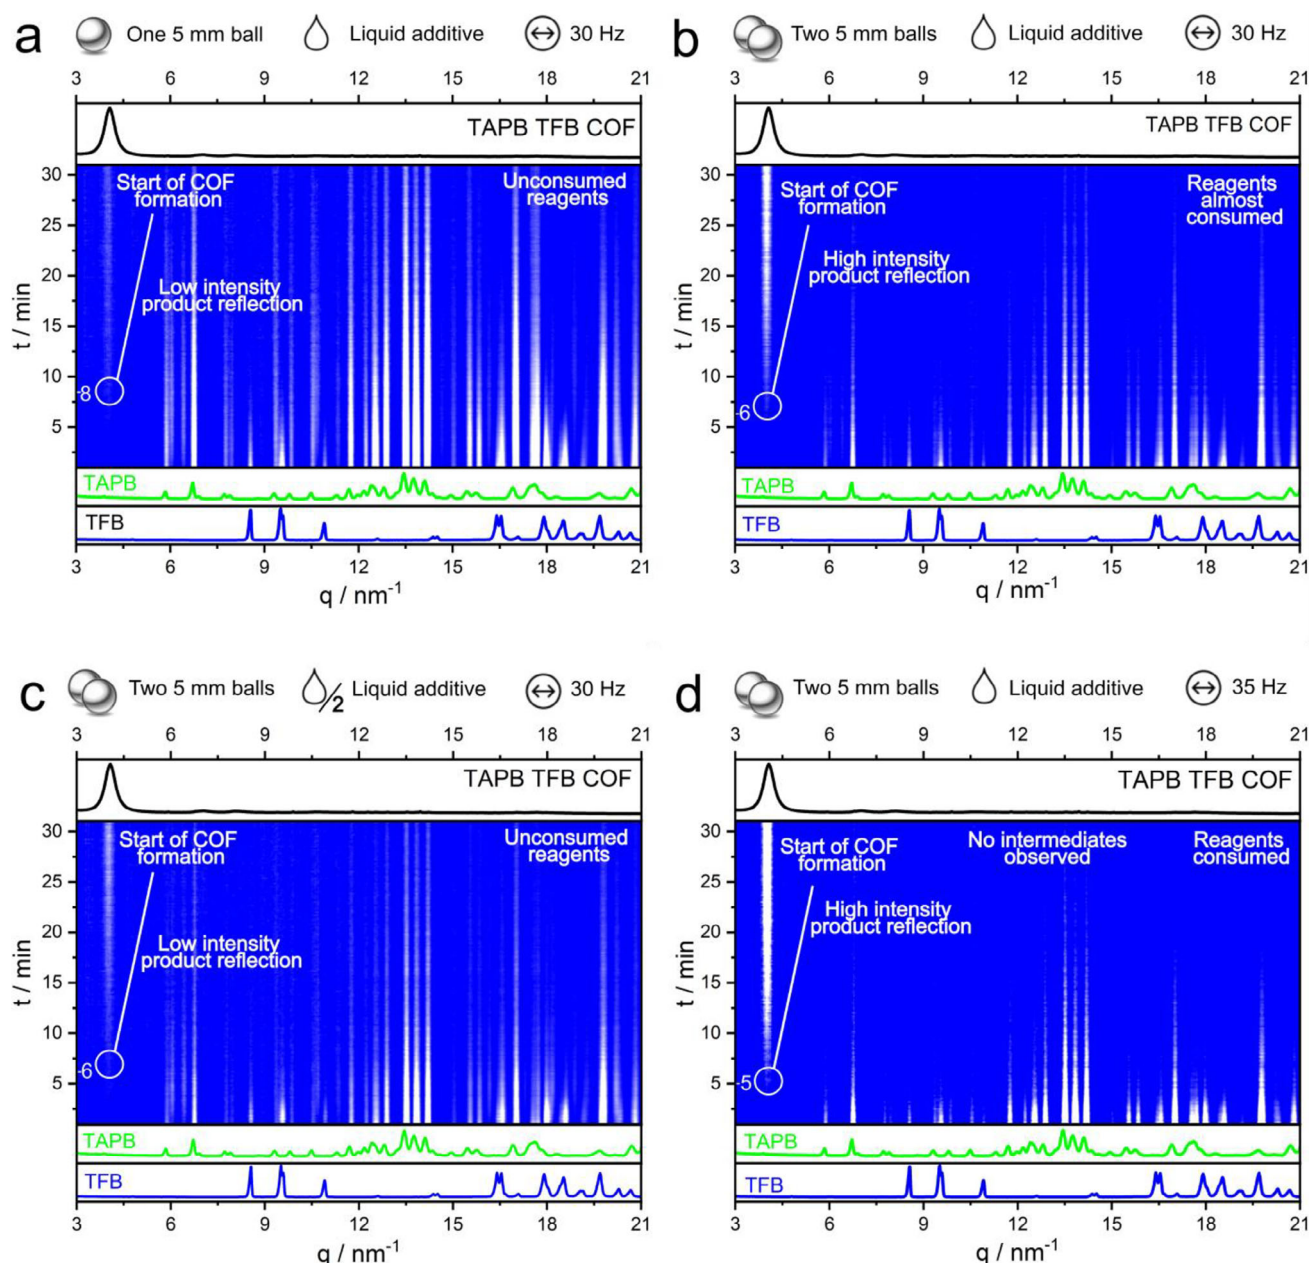 a One 5 mm ball Liquid additive 30 Hz
3 6 9 12 15 18 21
TAPB TFB COF
Start of COF
formation
Unconsumed
reagents
Low intensity
product reflection
t / min
30
25
20
15
10
5
8
TAPB
TFB
3 6 9 12 15 18 21
q / nm-1
b Two 5 mm balls Liquid additive 30 Hz
3 6 9 12 15 18 21
TAPB TFB COF
Start of COF
formation
Reagents
almost
consumed
High intensity
product reflection
t / min
30
25
20
15
10
5
6
TAPB
TFB
3 6 9 12 15 18 21
q / nm-1
c Two 5 mm balls /2 Liquid additive 30 Hz
3 6 9 12 15 18 21
TAPB TFB COF
Start of COF
formation
Unconsumed
reagents
Low intensity
product reflection
t / min
30
25
20
15
10
5
6
TAPB
TFB
3 6 9 12 15 18 21
q / nm-1
d Two 5 mm balls Liquid additive 35 Hz
3 6 9 12 15 18 21
TAPB TFB COF
Start of COF
formation
No intermediates
observed
Reagents
consumed
High intensity
product reflection
t / min
30
25
20
15
10
5
5
TAPB
TFB
3 6 9 12 15 18 21
q / nm-1